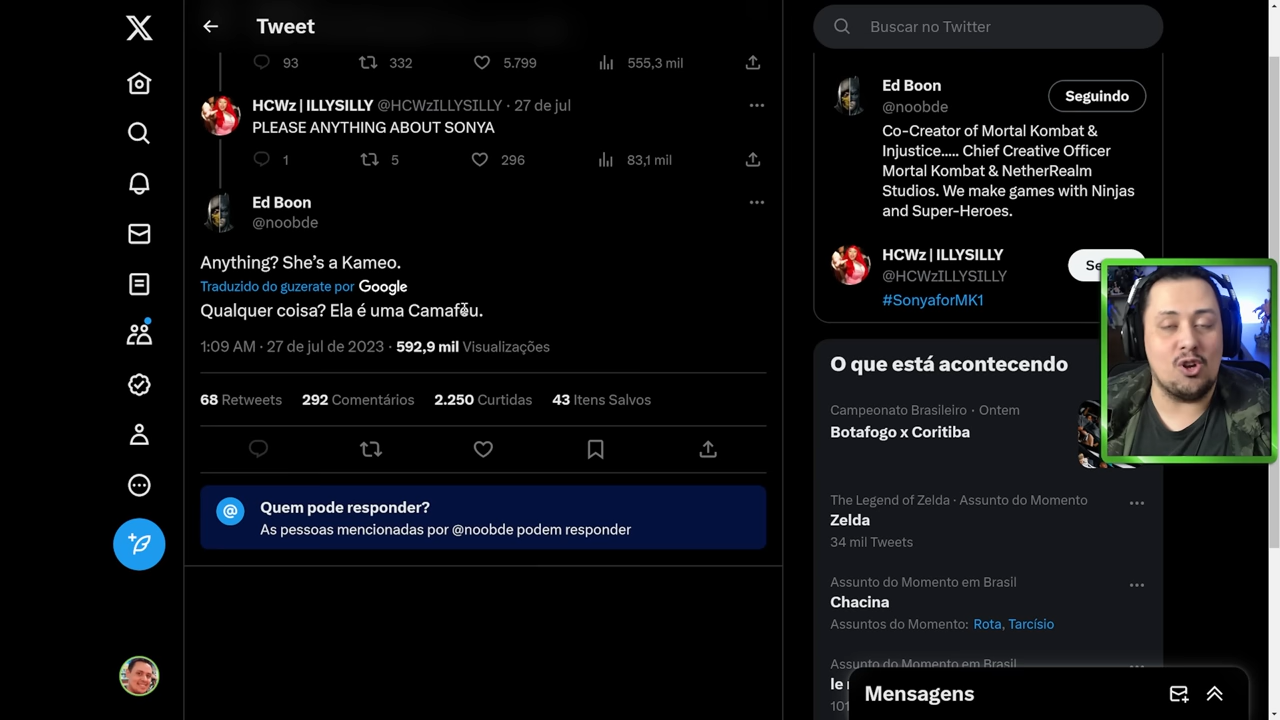 Tweet
Buscar no Twitter
93 332 5.799 555,3 mil
HCWz | ILLYSILLY @HCWzILLYSILLY · 27 de jul
PLEASE ANYTHING ABOUT SONYA
1 5 296 83,1 mil
Ed Boon
@noobde
Anything? She's a Kameo.
Traduzido do guzerate por Google
Qualquer coisa? Ela é uma Camafeu.
1:09 AM · 27 de jul de 2023 · 592,9 mil Visualizações
68 Retweets 292 Comentários 2.250 Curtidas 43 Itens Salvos
@
Quem pode responder?
As pessoas mencionadas por @noobde podem responder
Ed Boon
@noobde
Seguindo
Co-Creator of Mortal Kombat &
Injustice..... Chief Creative Officer
Mortal Kombat & NetherRealm
Studios. We make games with Ninjas
and Super-Heroes.
HCWz | ILLYSILLY
@HCWzILLYSILLY
#SonyaforMK1
O que está acontecendo
Campeonato Brasileiro · Ontem
Botafogo x Coritiba
The Legend of Zelda · Assunto do Momento
Zelda
34 mil Tweets
Assunto do Momento em Brasil
Chacina
Assuntos do Momento: Rota, Tarcísio
Assunto do Momento em Brasil
Mensagens